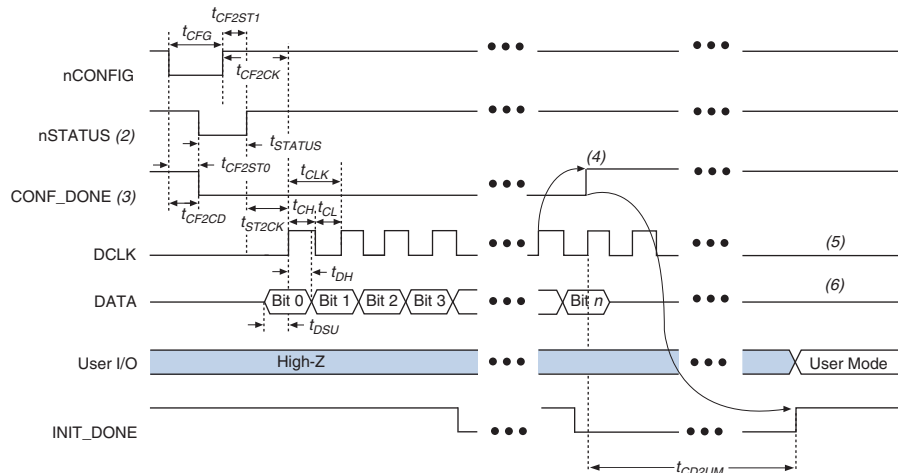 tCF2ST1
tCFG
nCONFIG
tCF2CK
nSTATUS (2)
tSTATUS
tCF2ST0
tCLK
(4)
CONF_DONE (3)
tCF2CD
tST2CK
tCH
tCL
DCLK
(5)
tDH
DATA
Bit 0
Bit 1
Bit 2
Bit 3
Bit n
(6)
tDSU
User I/O
High-Z
User Mode
INIT_DONE
tCD2UM